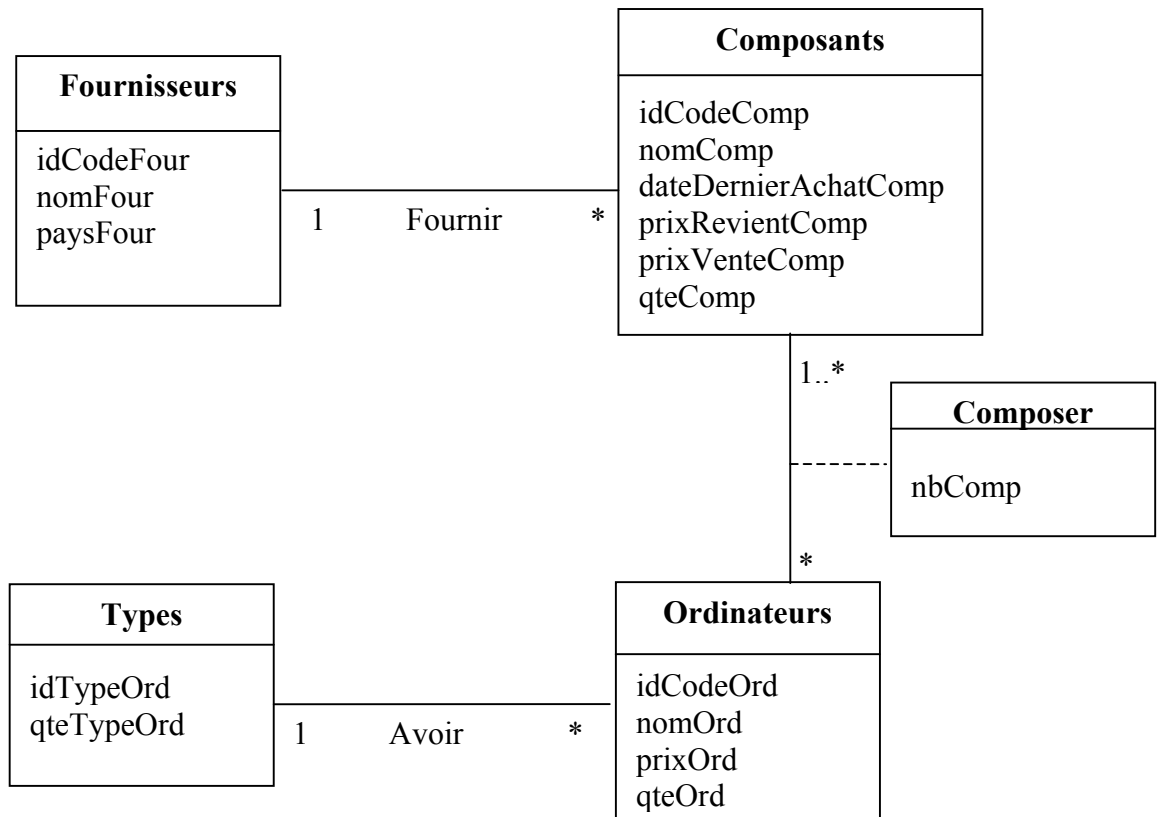 Fournisseurs
idCodeFour
nomFour
paysFour
1 Fournir *
Composants
idCodeComp
nomComp
dateDernierAchatComp
prixRevientComp
prixVenteComp
qteComp
1..*
Composer
nbComp
*
Types
idTypeOrd
qteTypeOrd
1 Avoir *
Ordinateurs
idCodeOrd
nomOrd
prixOrd
qteOrd